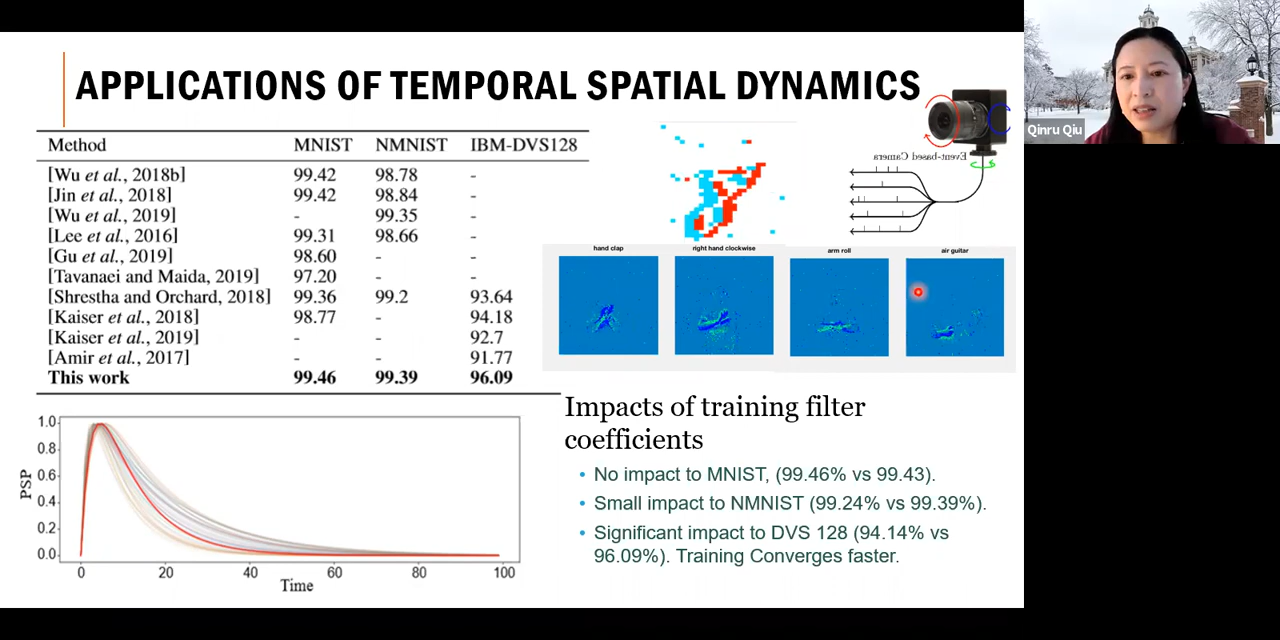 APPLICATIONS OF TEMPORAL SPATIAL DYNAMICS
Qinru Qiu
Method MNIST NMNIST IBM-DVS128
[Wu et al., 2018b] 99.42 98.78 -
[Jin et al., 2018] 99.42 98.84 -
[Wu et al., 2019] - 99.35 -
[Lee et al., 2016] 99.31 98.66 -
[Gu et al., 2019] 98.60 - -
[Tavanaei and Maida, 2019] 97.20 - -
[Shrestha and Orchard, 2018] 99.36 99.2 93.64
[Kaiser et al., 2018] 98.77 - 94.18
[Kaiser et al., 2019] - - 92.7
[Amir et al., 2017] - - 91.77
This work 99.46 99.39 96.09
Event-based Camera
hand clap right hand clockwise arm roll air guitar
PSP
1.0
0.8
0.6
0.4
0.2
0.0
0 20 40 60 80 100
Time
Impacts of training filter
coefficients
• No impact to MNIST, (99.46% vs 99.43).
• Small impact to NMNIST (99.24% vs 99.39%).
• Significant impact to DVS 128 (94.14% vs
96.09%). Training Converges faster.